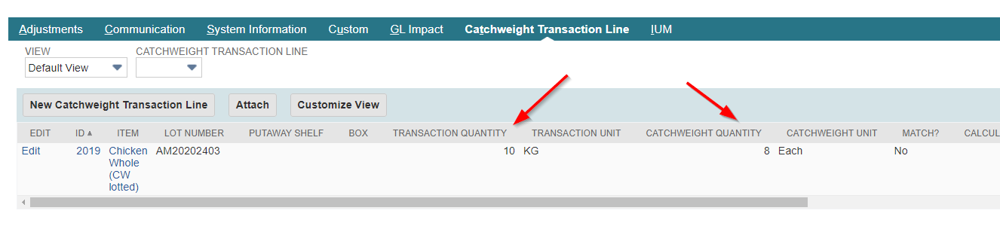 Adjustments Communication System Information Custom GL Impact Catchweight Transaction Line IUM
VIEW CATCHWEIGHT TRANSACTION LINE
Default View
New Catchweight Transaction Line Attach Customize View
EDIT ID ITEM LOT NUMBER PUTAWAY SHELF BOX TRANSACTION QUANTITY TRANSACTION UNIT CATCHWEIGHT QUANTITY CATCHWEIGHT UNIT MATCH? CALCUL
Edit 2019 Chicken AM20202403 10 KG 8 Each No
Whole
(CW
lotted)